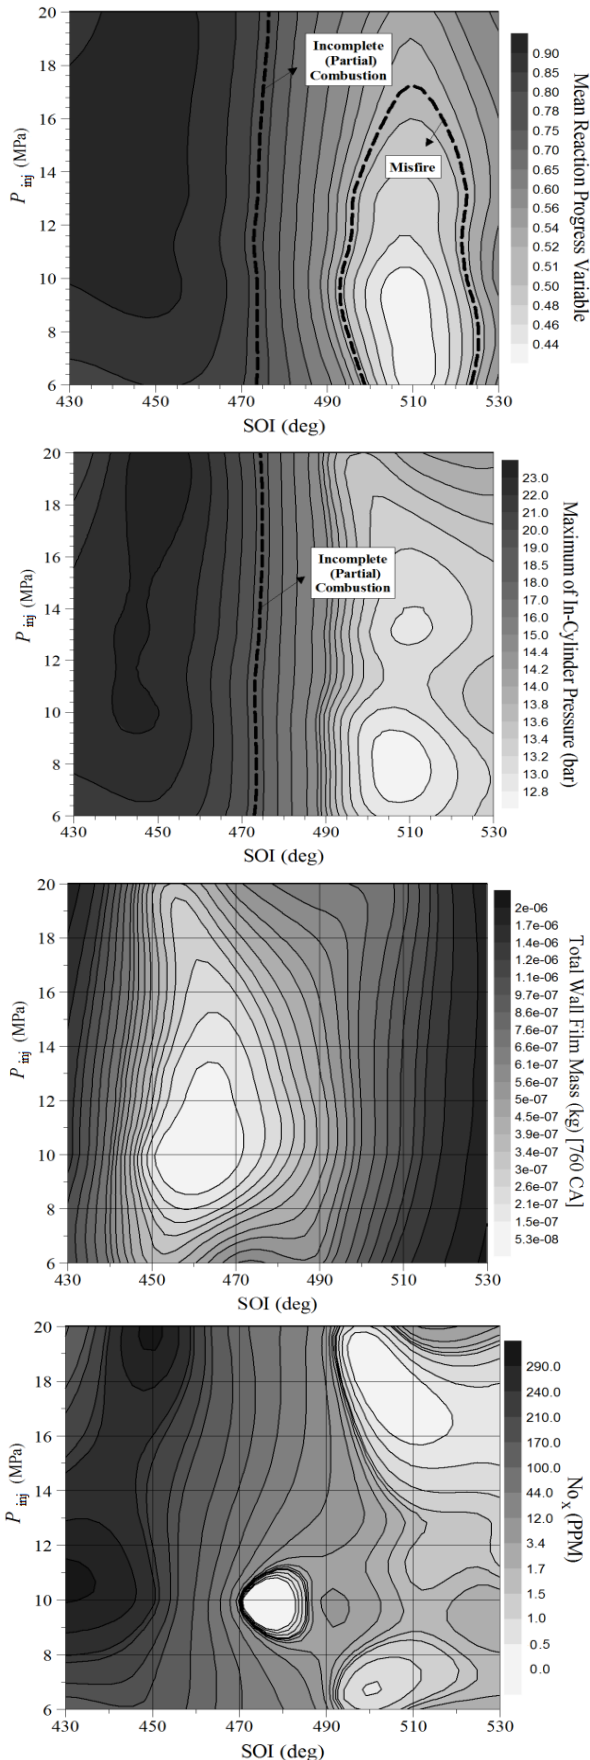 20
18
16
14
12
10
8
6
P inj (MPa)
430
450
470
490
510
530
SOI (deg)
Incomplete
(Partial)
Combustion
Misfire
0.90
0.85
0.80
0.78
0.75
0.70
0.65
0.60
0.54
0.52
0.51
0.50
0.48
0.46
0.44
Mean Reaction Progress Variable
20
18
16
14
12
10
8
6
P inj (MPa)
430
450
470
490
510
530
SOI (deg)
Incomplete
(Partial)
Combustion
23.0
22.0
21.0
20.0
19.0
18.5
18.0
17.0
16.0
15.0
14.4
14.2
14.0
13.8
13.6
13.4
13.2
13.0
12.8
Maximum of In-Cylinder Pressure (bar)
20
18
16
14
12
10
8
6
P inj (MPa)
430
450
470
490
510
530
SOI (deg)
2e-06
1.7e-06
1.4e-06
1.2e-06
1.1e-06
9.7e-07
8.6e-07
7.6e-07
6.6e-07
6.1e-07
5.6e-07
5e-07
4.5e-07
3.9e-07
3.4e-07
3e-07
2.6e-07
2.1e-07
1.5e-07
5.3e-08
Total Wall Film Mass (kg) [760 CA]
20
18
16
14
12
10
8
6
P inj (MPa)
430
450
470
490
510
530
SOI (deg)
290.0
240.0
210.0
170.0
100.0
44.0
12.0
3.4
1.7
1.5
1.0
0.5
0.0
No x (PPM)